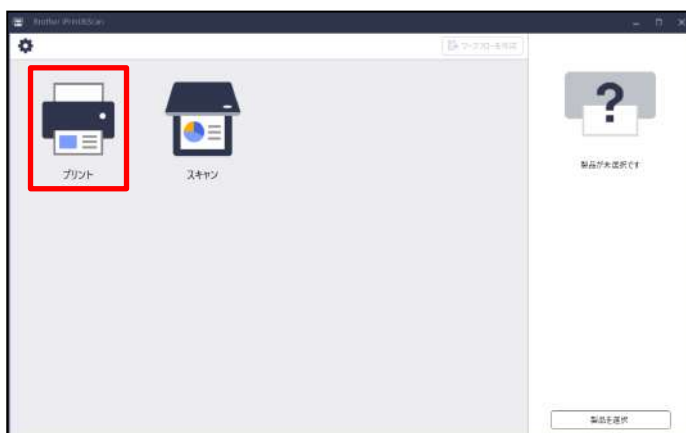 Brother iPrint&Scan
ワークフローを作成
プリント
スキャン
製品が未選択です
製品を選択